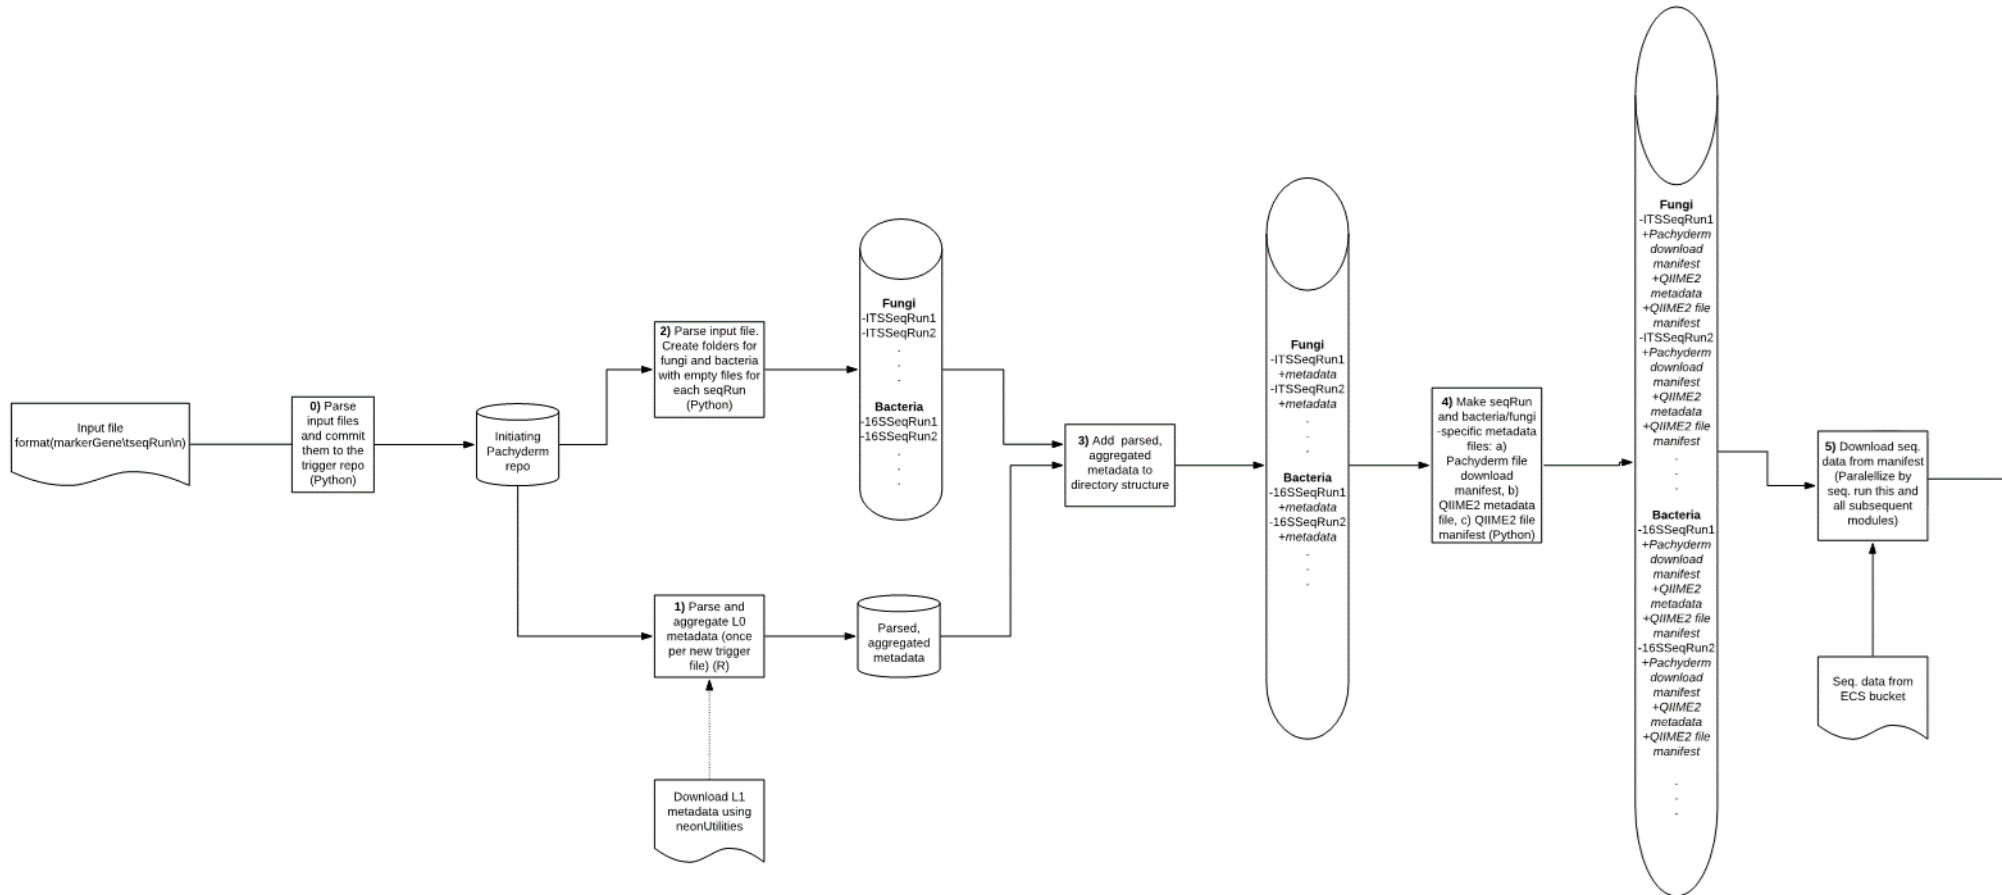 Input file
format(markerGene\tseqRun\n)
0) Parse
input files
and commit
them to the
trigger repo
(Python)
Initiating
Pachyderm
repo
2) Parse input file.
Create folders for
fungi and bacteria
with empty files for
each seqRun
(Python)
Fungi
-ITSSeqRun1
-ITSSeqRun2
.
.
.
Bacteria
-16SSeqRun1
-16SSeqRun2
.
.
.
1) Parse and
aggregate L0
metadata (once
per new trigger
file) (R)
Parsed,
aggregated
metadata
Download L1
metadata using
neonUtilities
3) Add parsed,
aggregated
metadata to
directory structure
Fungi
-ITSSeqRun1
+metadata
-ITSSeqRun2
+metadata
.
.
.
Bacteria
-16SSeqRun1
+metadata
-16SSeqRun2
+metadata
.
.
.
4) Make seqRun
and bacteria/fungi
-specific metadata
files: a)
Pachyderm file
download
manifest, b)
QIIME2 metadata
file, c) QIIME2 file
manifest (Python)
Fungi
-ITSSeqRun1
+Pachyderm
download
manifest
+QIIME2
metadata
+QIIME2 file
manifest
-ITSSeqRun2
+Pachyderm
download
manifest
+QIIME2
metadata
+QIIME2 file
manifest
.
.
.
Bacteria
-16SSeqRun1
+Pachyderm
download
manifest
+QIIME2
metadata
+QIIME2 file
manifest
-16SSeqRun2
+Pachyderm
download
manifest
+QIIME2
metadata
+QIIME2 file
manifest
.
.
.
5) Download seq.
data from manifest
(Paralellize by
seq. run this and
all subsequent
modules)
Seq. data from
ECS bucket